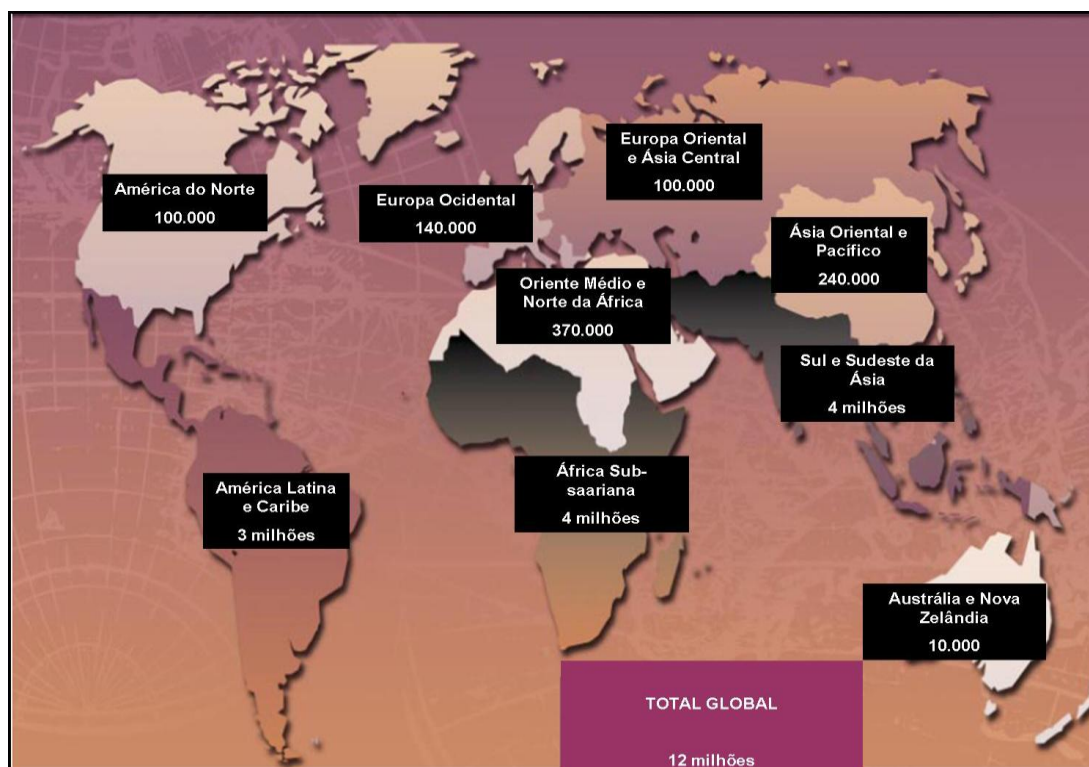 Europa Oriental
e Ásia Central
100.000
América do Norte
100.000
Europa Ocidental
140.000
Ásia Oriental e
Pacífico
240.000
Oriente Médio e
Norte da África
370.000
Sul e Sudeste da
Ásia
4 milhões
América Latina
e Caribe
3 milhões
África Sub-
saariana
4 milhões
Austrália e Nova
Zelândia
10.000
TOTAL GLOBAL
12 milhões